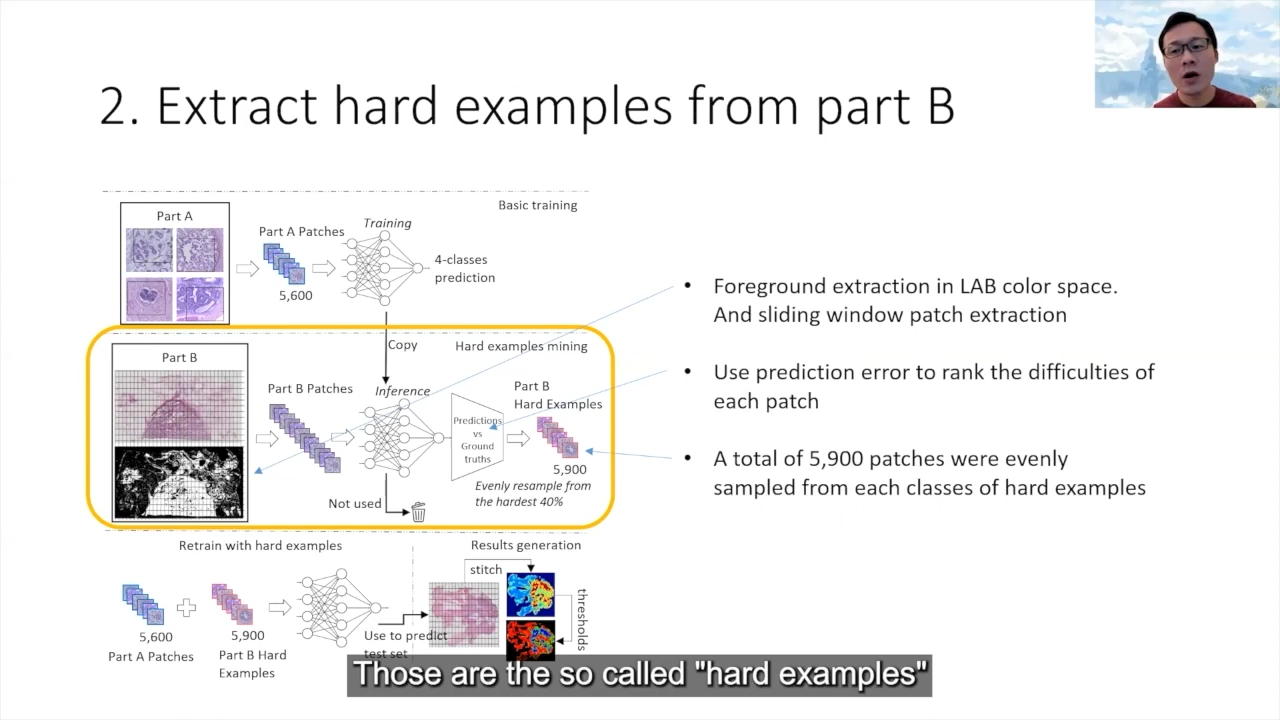 2. Extract hard examples from part B
Basic training
Part A
Part A Patches
5,600
Training
4-classes
prediction
Copy
Hard examples mining
Part B
Part B Patches
Inference
Predictions
vs
Ground
truths
Part B
Hard Examples
5,900
Evenly resample from
the hardest 40%
Not used
• Foreground extraction in LAB color space.
And sliding window patch extraction
• Use prediction error to rank the difficulties of
each patch
• A total of 5,900 patches were evenly
sampled from each classes of hard examples
Retrain with hard examples
5,600
Part A Patches
5,900
Part B Hard
Examples
Use to predict
test set
Results generation
stitch
thresholds
Those are the so called "hard examples"